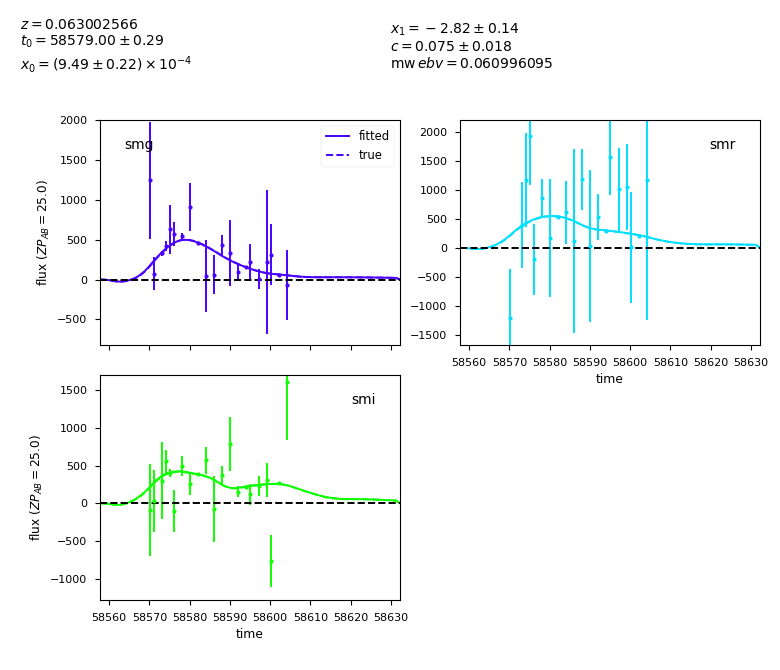 z = 0.063002566
t₀ = 58579.00 ± 0.29
x₀ = (9.49 ± 0.22) × 10⁻⁴
x₁ = −2.82 ± 0.14
c = 0.075 ± 0.018
mw ebv = 0.060996095
smg
fitted
true
2000
1500
1000
500
0
−500
flux (ZP_AB = 25.0)
smr
2000
1500
1000
500
0
−500
−1000
−1500
58560 58570 58580 58590 58600 58610 58620 58630
time
smi
1500
1000
500
0
−500
−1000
flux (ZP_AB = 25.0)
58560 58570 58580 58590 58600 58610 58620 58630
time